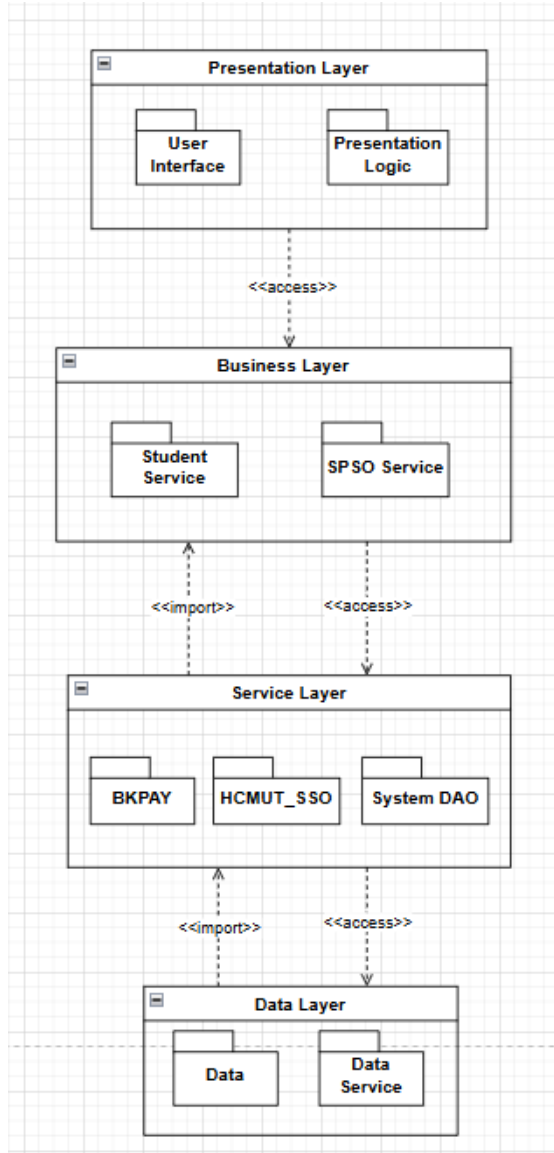 Presentation Layer
User
Interface
Presentation
Logic
<<access>>
Business Layer
Student
Service
SPSO Service
<<import>>
<<access>>
Service Layer
BKPAY
HCMUT_SSO
System DAO
<<import>>
<<access>>
Data Layer
Data
Data
Service